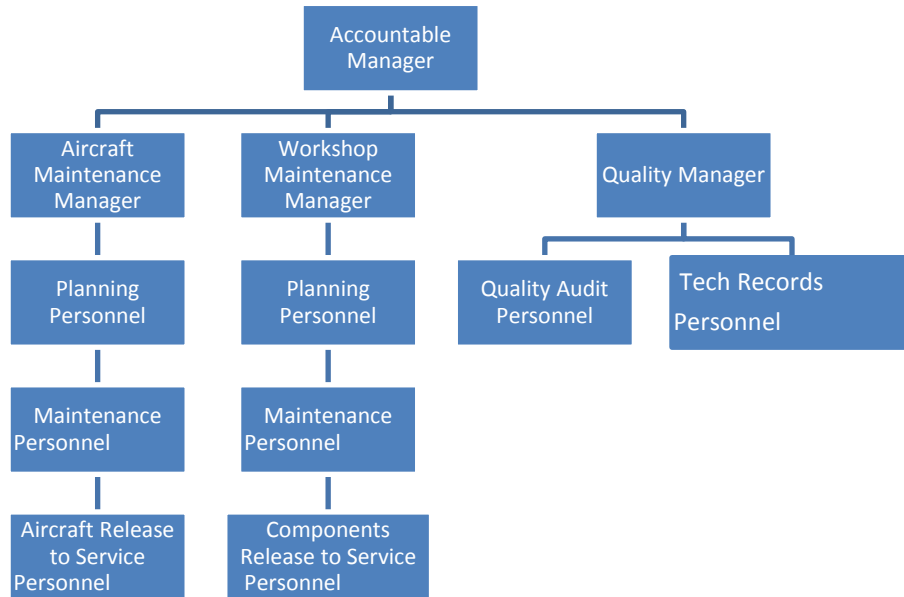 Accountable
Manager
Aircraft
Maintenance
Manager
Workshop
Maintenance
Manager
Quality Manager
Planning
Personnel
Planning
Personnel
Quality Audit
Personnel
Tech Records
Personnel
Maintenance
Personnel
Maintenance
Personnel
Aircraft Release
to Service
Personnel
Components
Release to Service
Personnel